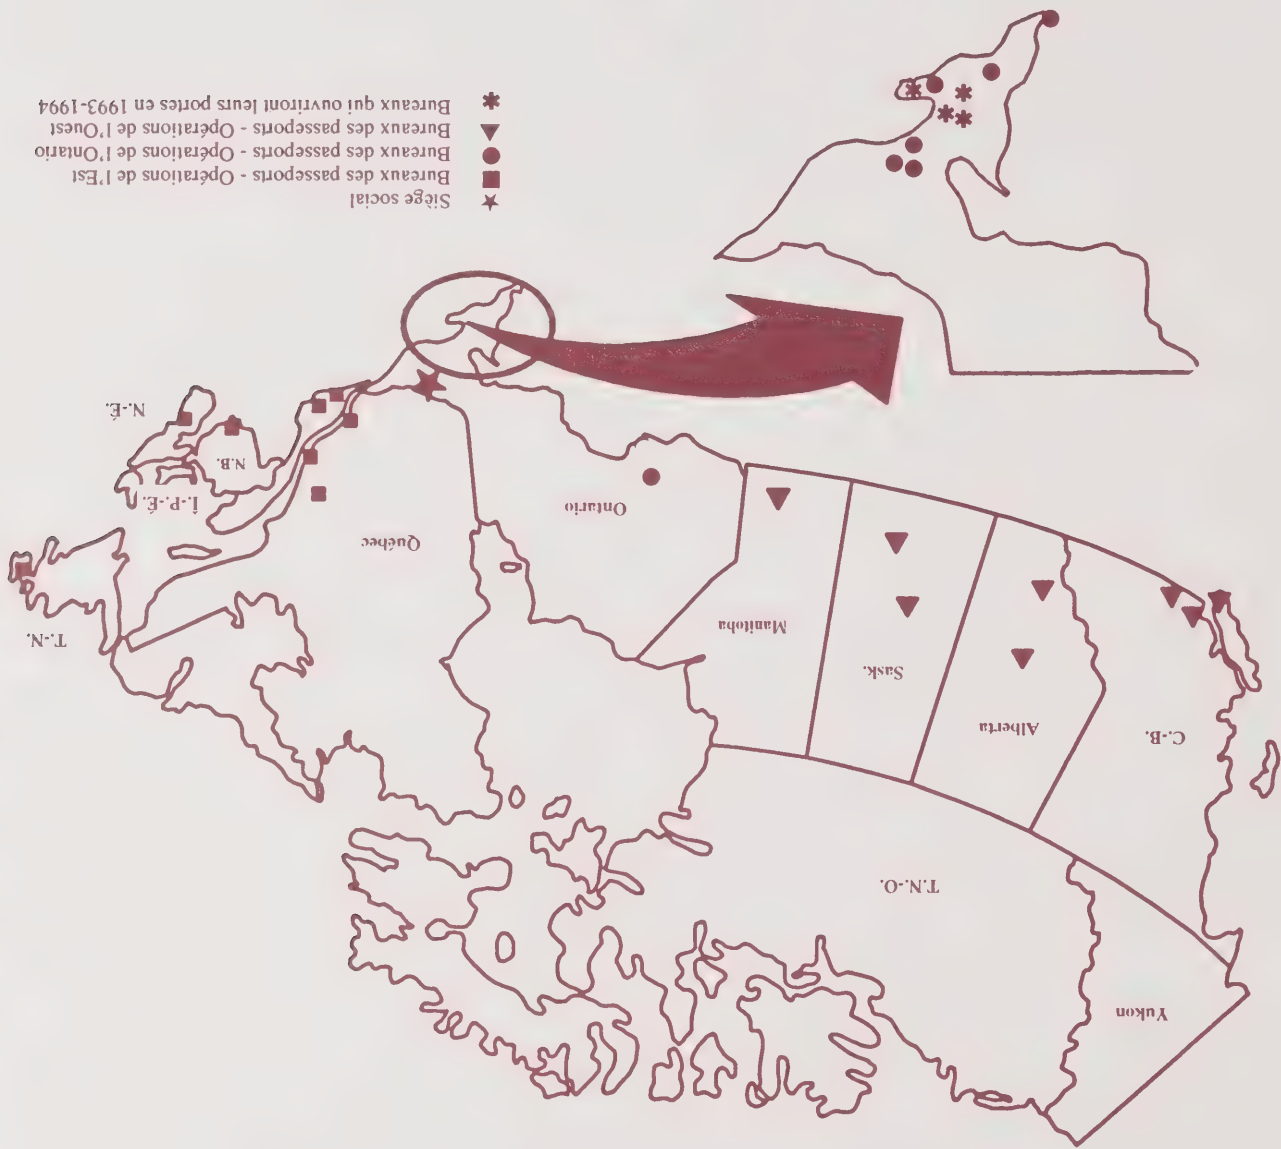 Yukon
T.N.-O.
C.-B.
Alberta
Sask.
Manitoba
Ontario
Québec
T.-N.
Î.-P.-É.
N.B.
N.-É.
Siège social
Bureaux des passeports - Opérations de l'Est
Bureaux des passeports - Opérations de l'Ontario
Bureaux des passeports - Opérations de l'Ouest
Bureaux qui ouvriront leurs portes en 1993-1994